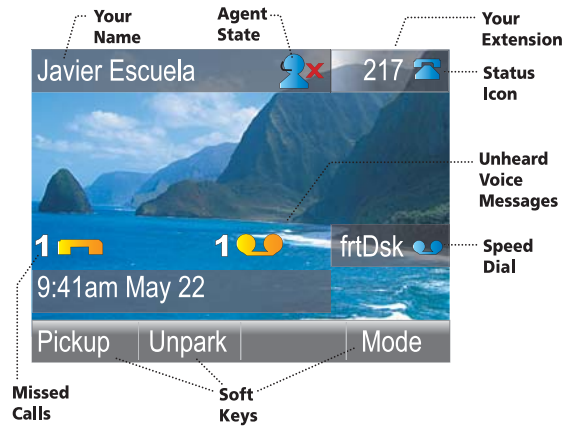 Your
Name
Agent
State
Your
Extension
Javier Escuela
217
Status
Icon
Unheard
Voice
Messages
1
1
frtDsk
Speed
Dial
9:41am May 22
Pickup
Unpark
Mode
Missed
Calls
Soft
Keys